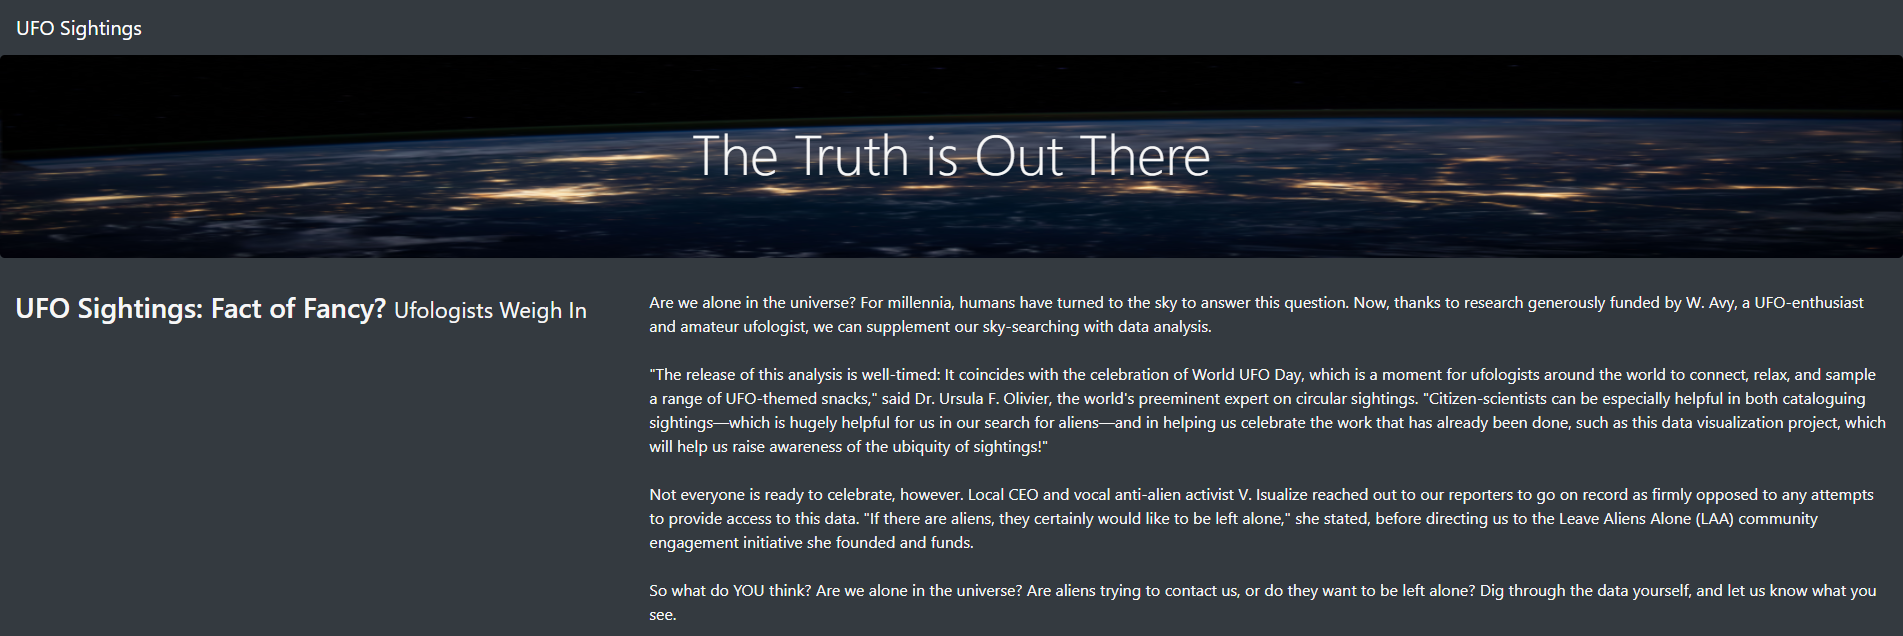 UFO Sightings
The Truth is Out There
UFO Sightings: Fact of Fancy? Ufologists Weigh In
Are we alone in the universe? For millennia, humans have turned to the sky to answer this question. Now, thanks to research generously funded by W. Avy, a UFO-enthusiast
and amateur ufologist, we can supplement our sky-searching with data analysis.
"The release of this analysis is well-timed: It coincides with the celebration of World UFO Day, which is a moment for ufologists around the world to connect, relax, and sample
a range of UFO-themed snacks," said Dr. Ursula F. Olivier, the world's preeminent expert on circular sightings. "Citizen-scientists can be especially helpful in both cataloguing
sightings—which is hugely helpful for us in our search for aliens—and in helping us celebrate the work that has already been done, such as this data visualization project, which
will help us raise awareness of the ubiquity of sightings!"
Not everyone is ready to celebrate, however. Local CEO and vocal anti-alien activist V. Isualize reached out to our reporters to go on record as firmly opposed to any attempts
to provide access to this data. "If there are aliens, they certainly would like to be left alone," she stated, before directing us to the Leave Aliens Alone (LAA) community
engagement initiative she founded and funds.
So what do YOU think? Are we alone in the universe? Are aliens trying to contact us, or do they want to be left alone? Dig through the data yourself, and let us know what you
see.